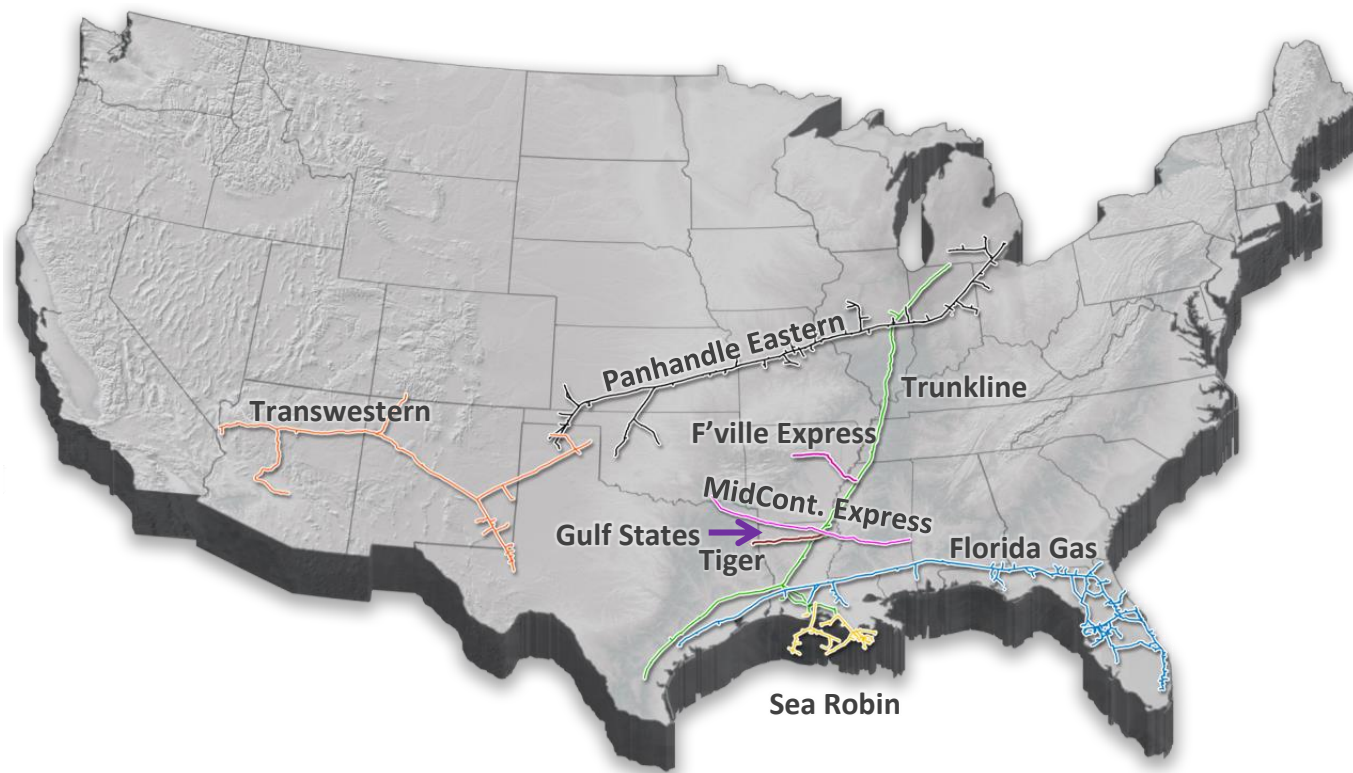 Panhandle Eastern
Trunkline
Transwestern
F'ville Express
MidCont. Express
Gulf States
Tiger
Florida Gas
Sea Robin